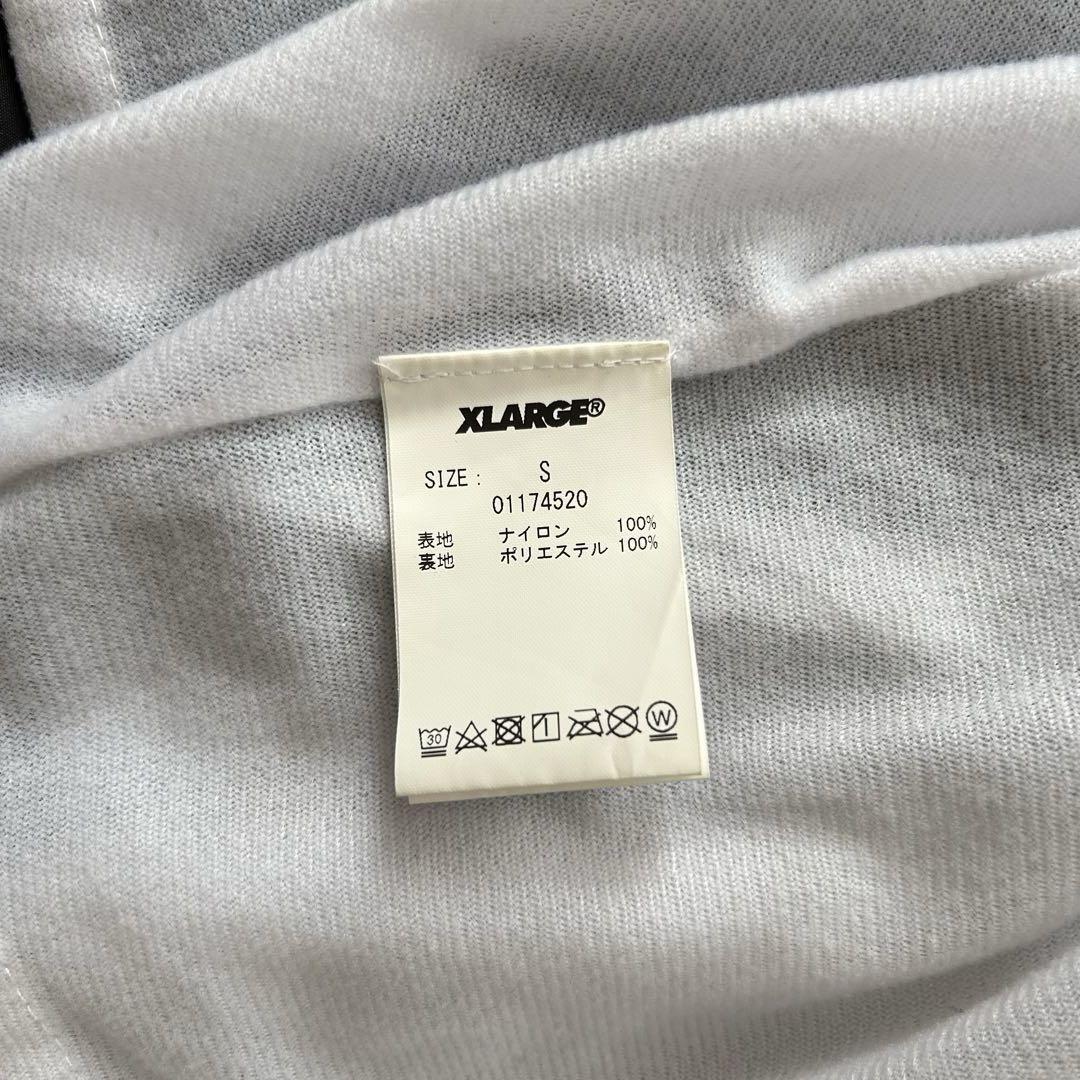 XLARGE®
SIZE: S
01174520
表地 ナイロン 100%
裏地 ポリエステル 100%
30 W